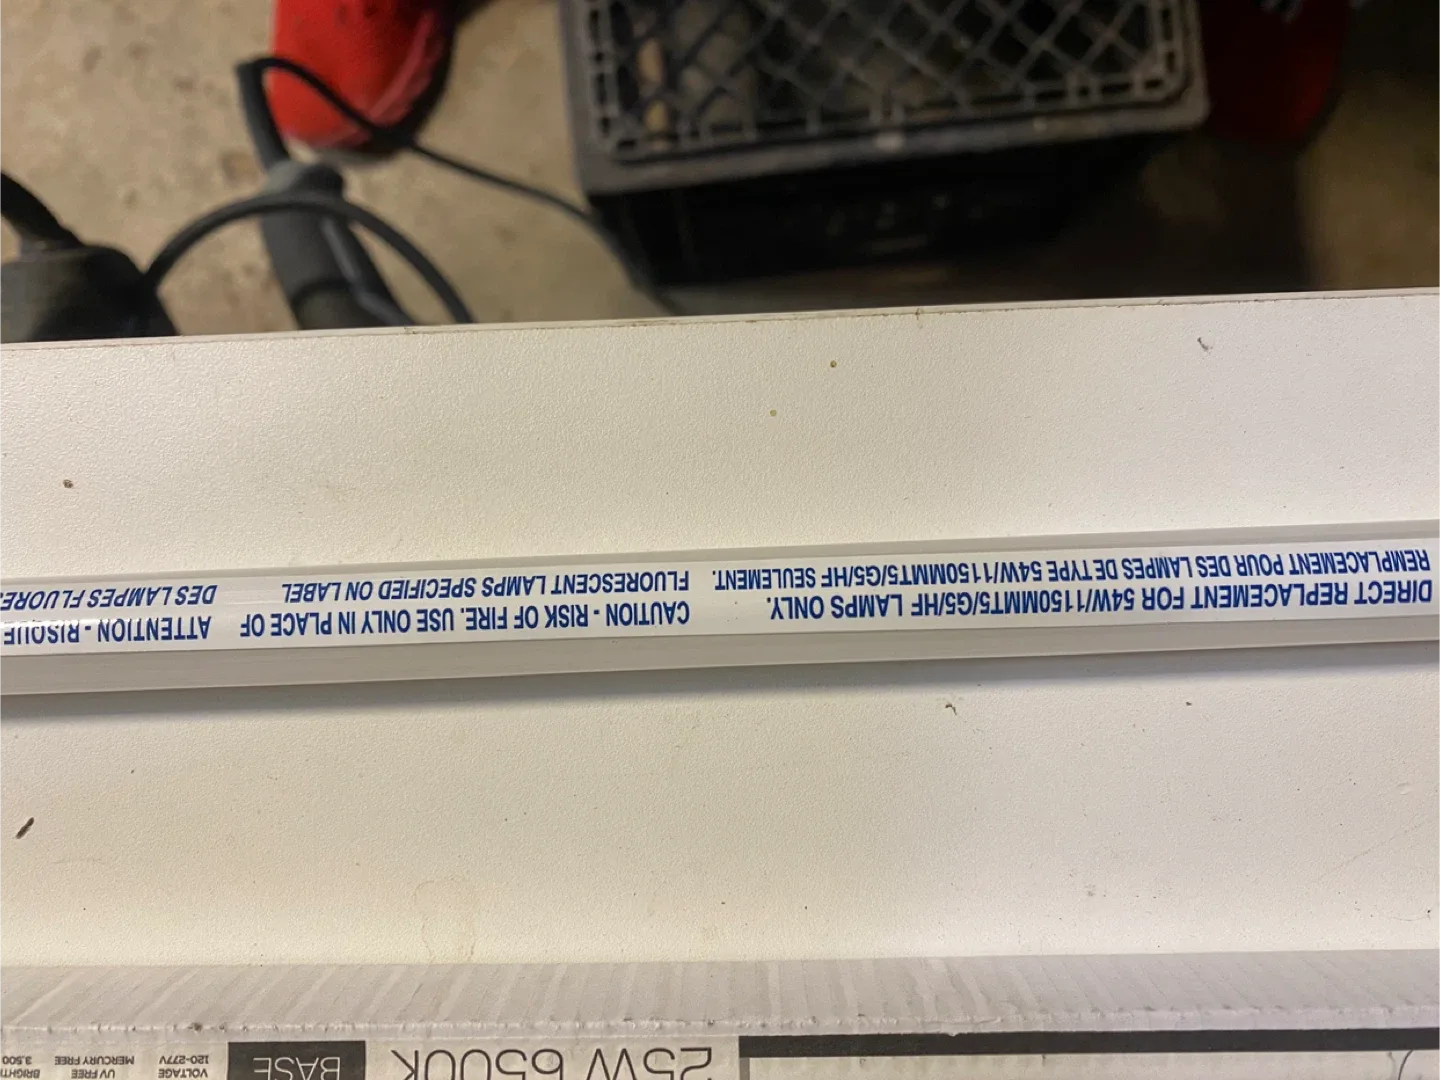 DIRECT REPLACEMENT FOR 54W/1150MMT5/G5/HF LAMPS ONLY.
REMPLACEMENT POUR DES LAMPES DE TYPE 54W/1150MMT5/G5/HF SEULEMENT.
CAUTION - RISK OF FIRE. USE ONLY IN PLACE OF
FLUORESCENT LAMPS SPECIFIED ON LABEL
ATTENTION - RISQUE
DES LAMPES FLUORE
25W 6500K
BASE
VOLTAGE
120-277V
UV FREE
MERCURY FREE
3,500